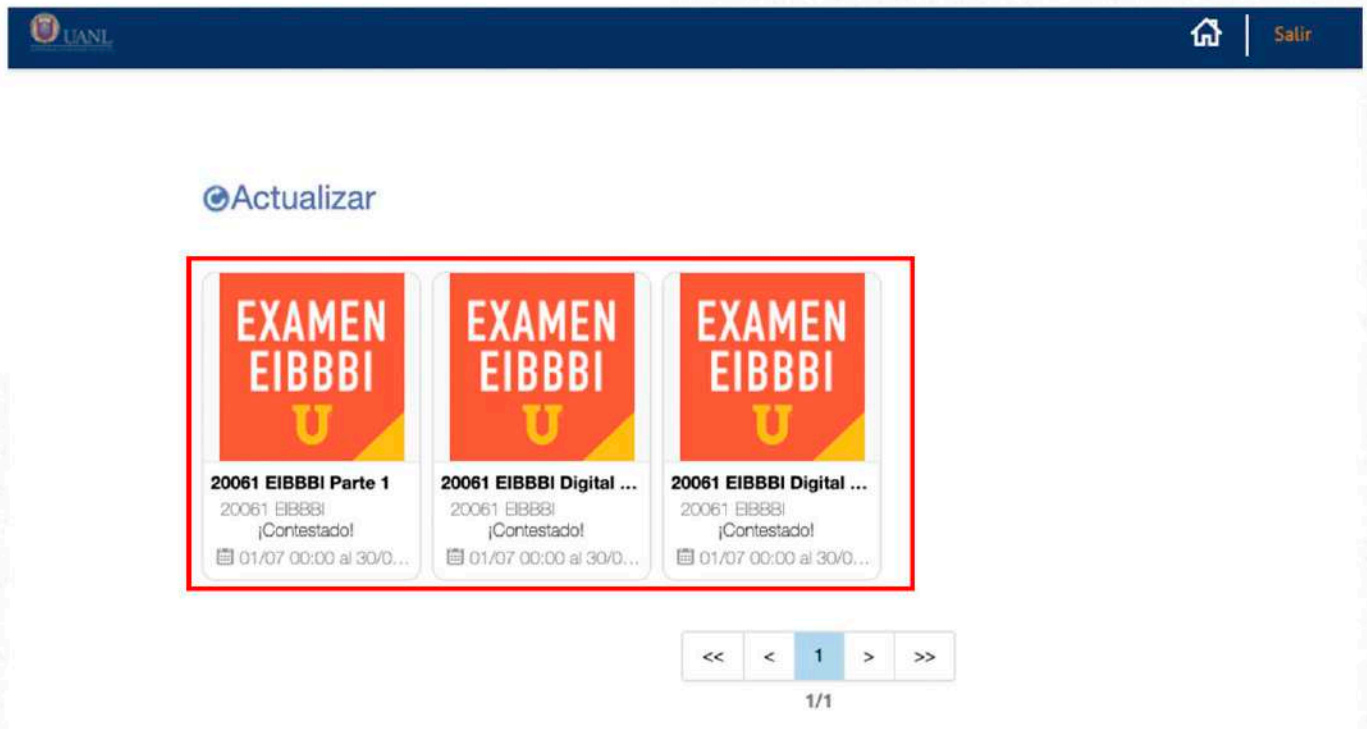 UANL
Salir
Actualizar
EXAMEN
EIBBBI
U
20061 EIBBBI Parte 1
20061 EIBBBI
¡Contestado!
01/07 00:00 al 30/0...
EXAMEN
EIBBBI
U
20061 EIBBBI Digital ...
20061 EIBBBI
¡Contestado!
01/07 00:00 al 30/0...
EXAMEN
EIBBBI
U
20061 EIBBBI Digital ...
20061 EIBBBI
¡Contestado!
01/07 00:00 al 30/0...
<< < 1 > >>
1/1